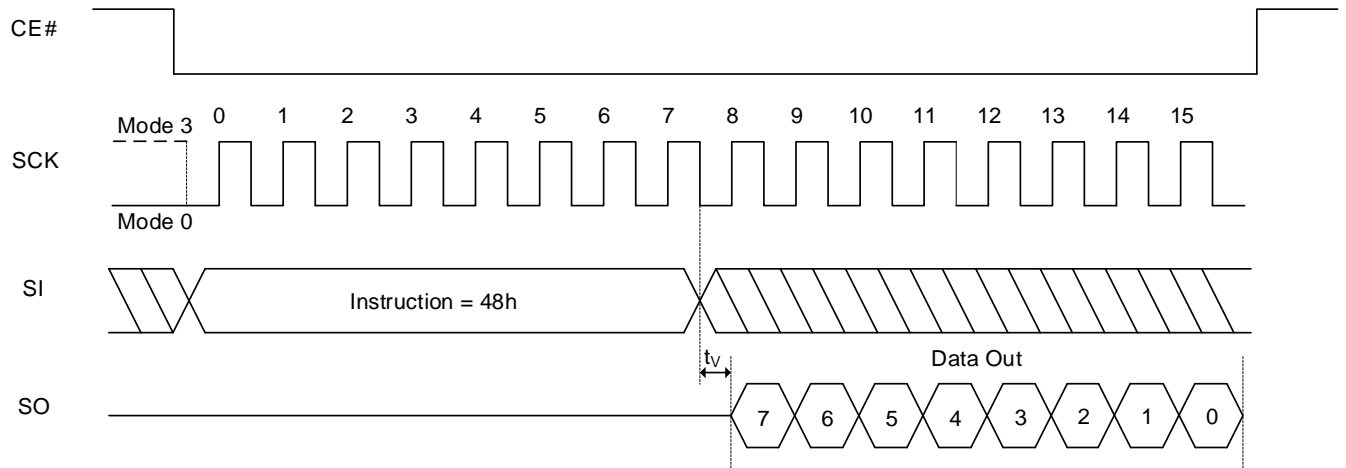 CE#
0 1 2 3 4 5 6 7 8 9 10 11 12 13 14 15
Mode 3
SCK
Mode 0
SI
Instruction = 48h
tV
Data Out
SO
7 6 5 4 3 2 1 0